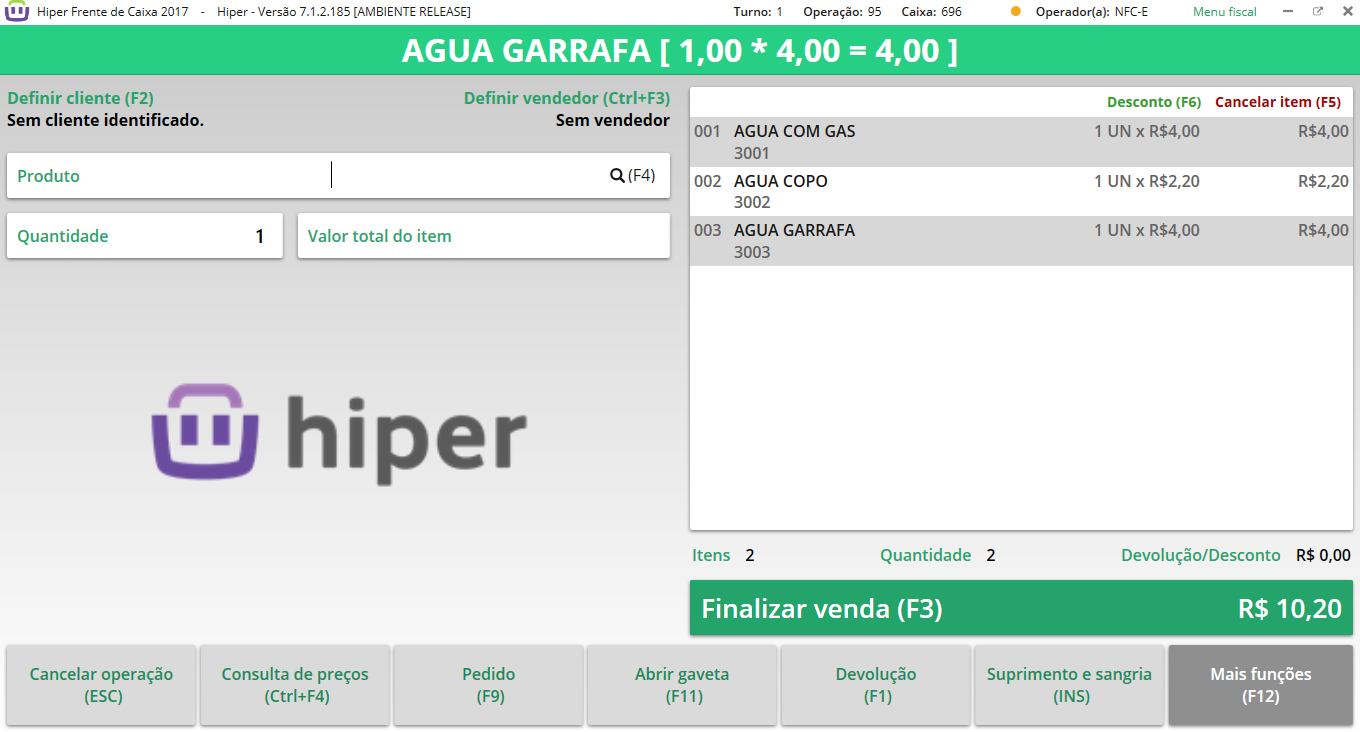 Hiper Frente de Caixa 2017 - Hiper - Versão 7.1.2.185 [AMBIENTE RELEASE] Turno: 1 Operação: 95 Caixa: 696 Operador(a): NFC-E Menu fiscal
AGUA GARRAFA [ 1,00 * 4,00 = 4,00 ]
Definir cliente (F2) Definir vendedor (Ctrl+F3)
Sem cliente identificado. Sem vendedor
Produto (F4)
Quantidade 1 Valor total do item
hiper
Desconto (F6) Cancelar item (F5)
001 AGUA COM GAS 1 UN x R$4,00 R$4,00
3001
002 AGUA COPO 1 UN x R$2,20 R$2,20
3002
003 AGUA GARRAFA 1 UN x R$4,00 R$4,00
3003
Itens 2 Quantidade 2 Devolução/Desconto R$ 0,00
Finalizar venda (F3) R$ 10,20
Cancelar operação
(ESC)
Consulta de preços
(Ctrl+F4)
Pedido
(F9)
Abrir gaveta
(F11)
Devolução
(F1)
Suprimento e sangria
(INS)
Mais funções
(F12)